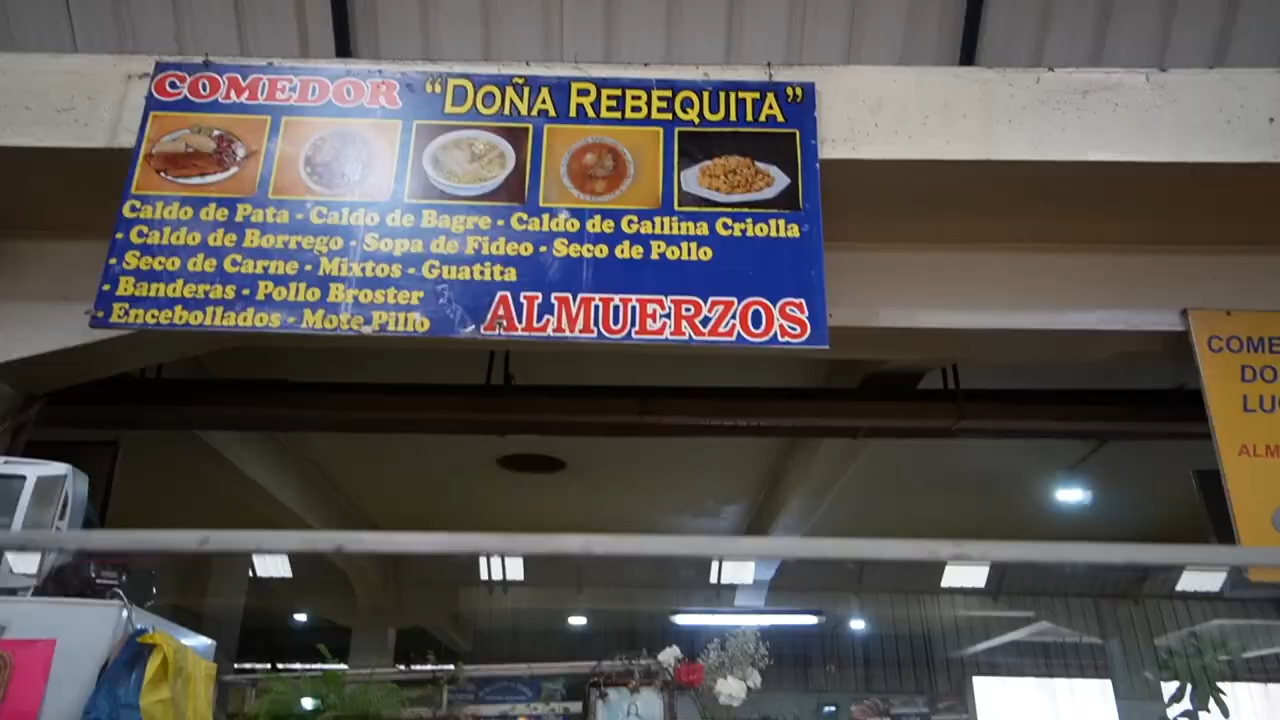 COMEDOR "DOÑA REBEQUITA"
Caldo de Pata - Caldo de Bagre - Caldo de Gallina Criolla
- Caldo de Borrego - Sopa de Fideo - Seco de Pollo
- Seco de Carne - Mixtos - Guatita
- Banderas - Pollo Broster
- Encebollados - Mote Pillo
ALMUERZOS
COME
DO
LU
ALM